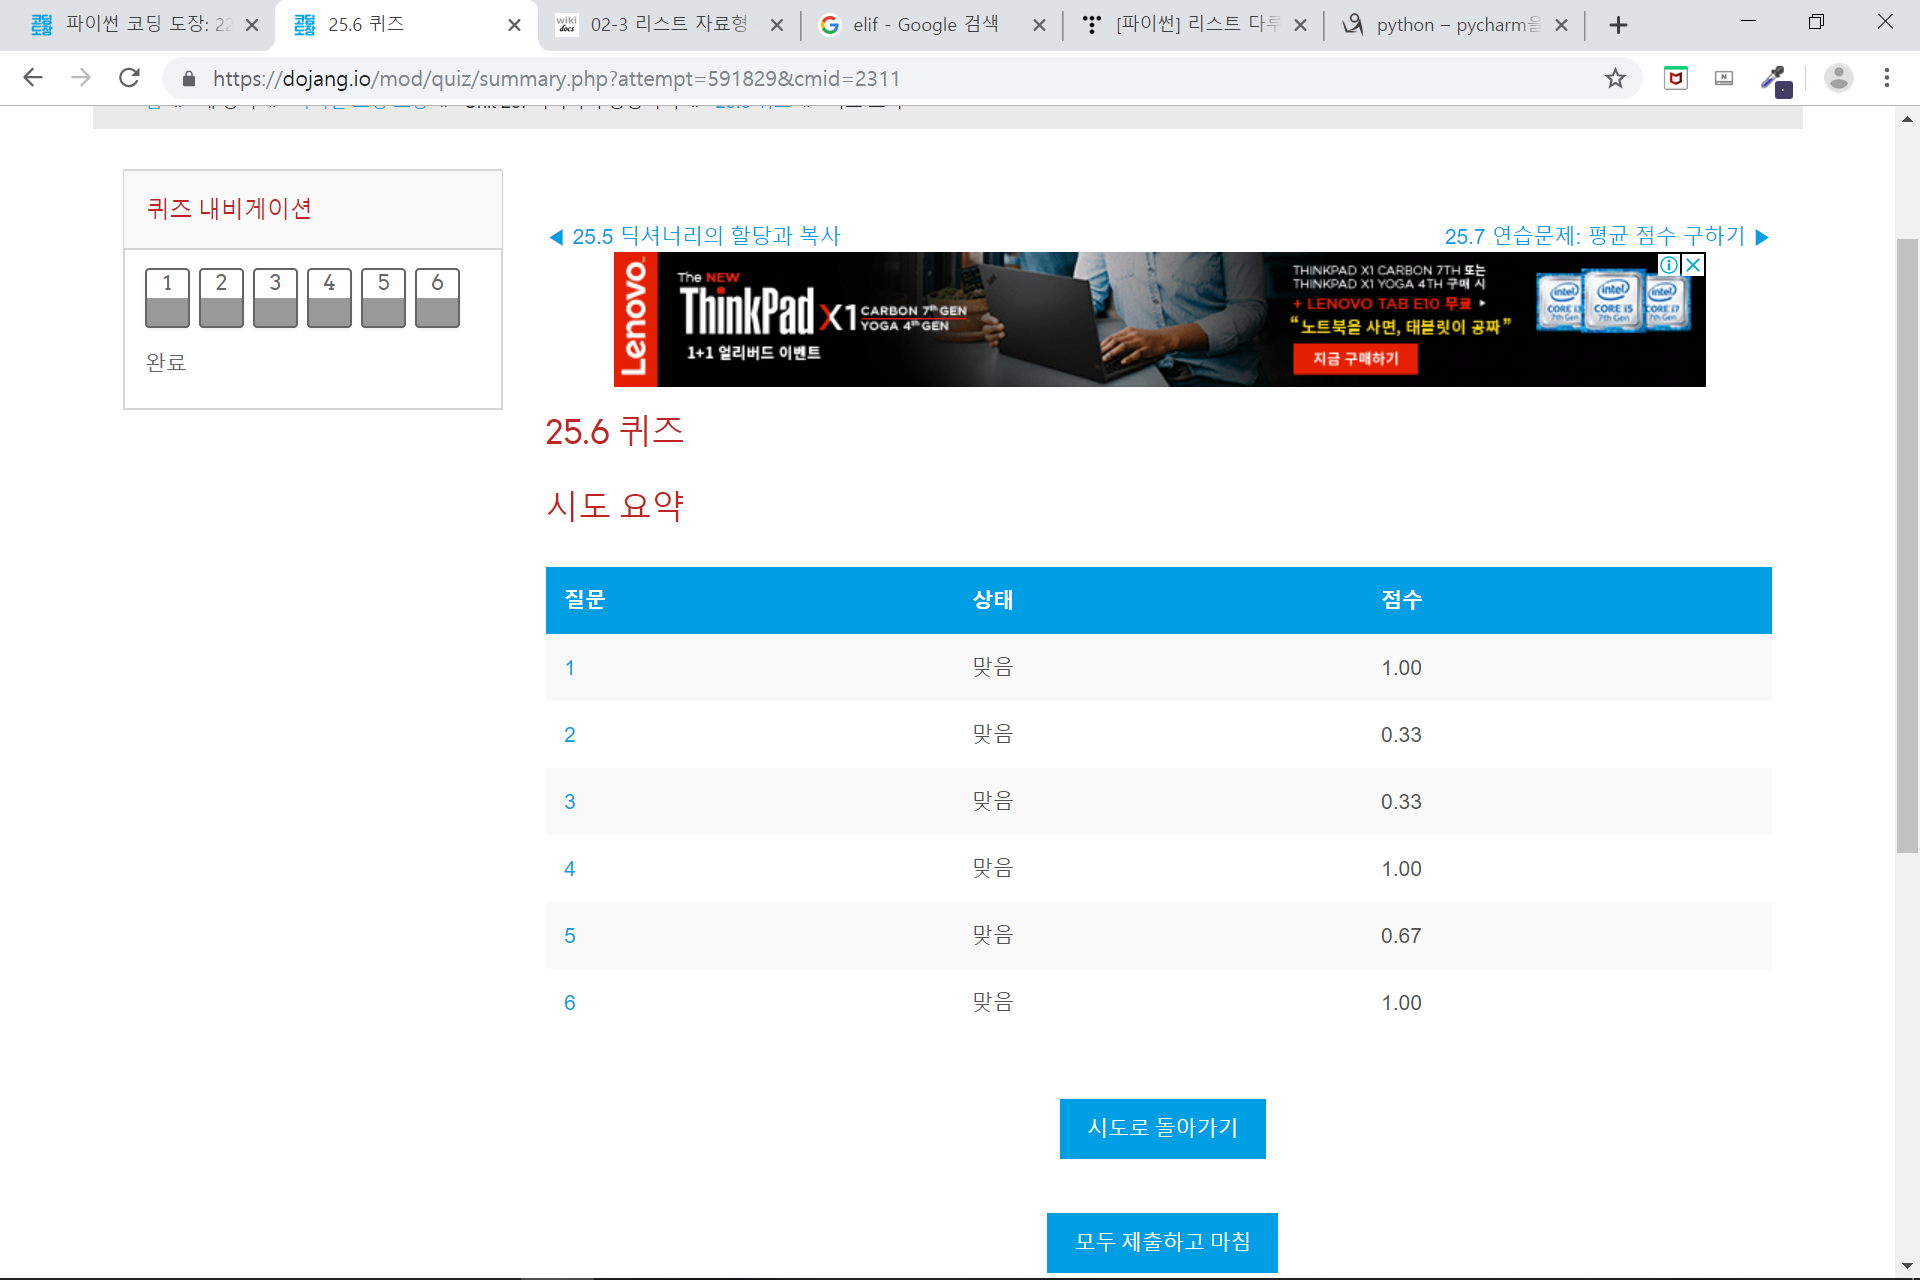 파이썬 코딩 도장: 22
25.6 퀴즈
02-3 리스트 자료형
elif - Google 검색
[파이썬] 리스트 다루
python – pycharm을
https://dojang.io/mod/quiz/summary.php?attempt=591829&cmid=2311
퀴즈 내비게이션
1 2 3 4 5 6
완료
◀ 25.5 딕셔너리의 할당과 복사
25.7 연습문제: 평균 점수 구하기 ▶
Lenovo
The NEW
ThinkPad X1 CARBON 7th GEN
YOGA 4th GEN
1+1 얼리버드 이벤트
THINKPAD X1 CARBON 7TH 또는
THINKPAD X1 YOGA 4TH 구매 시
+ LENOVO TAB E10 무료 ▶
“노트북을 사면, 태블릿이 공짜”
지금 구매하기
intel CORE i3 7th Gen
intel CORE i5 7th Gen
intel CORE i7 7th Gen
25.6 퀴즈
시도 요약
질문 상태 점수
1 맞음 1.00
2 맞음 0.33
3 맞음 0.33
4 맞음 1.00
5 맞음 0.67
6 맞음 1.00
시도로 돌아가기
모두 제출하고 마침